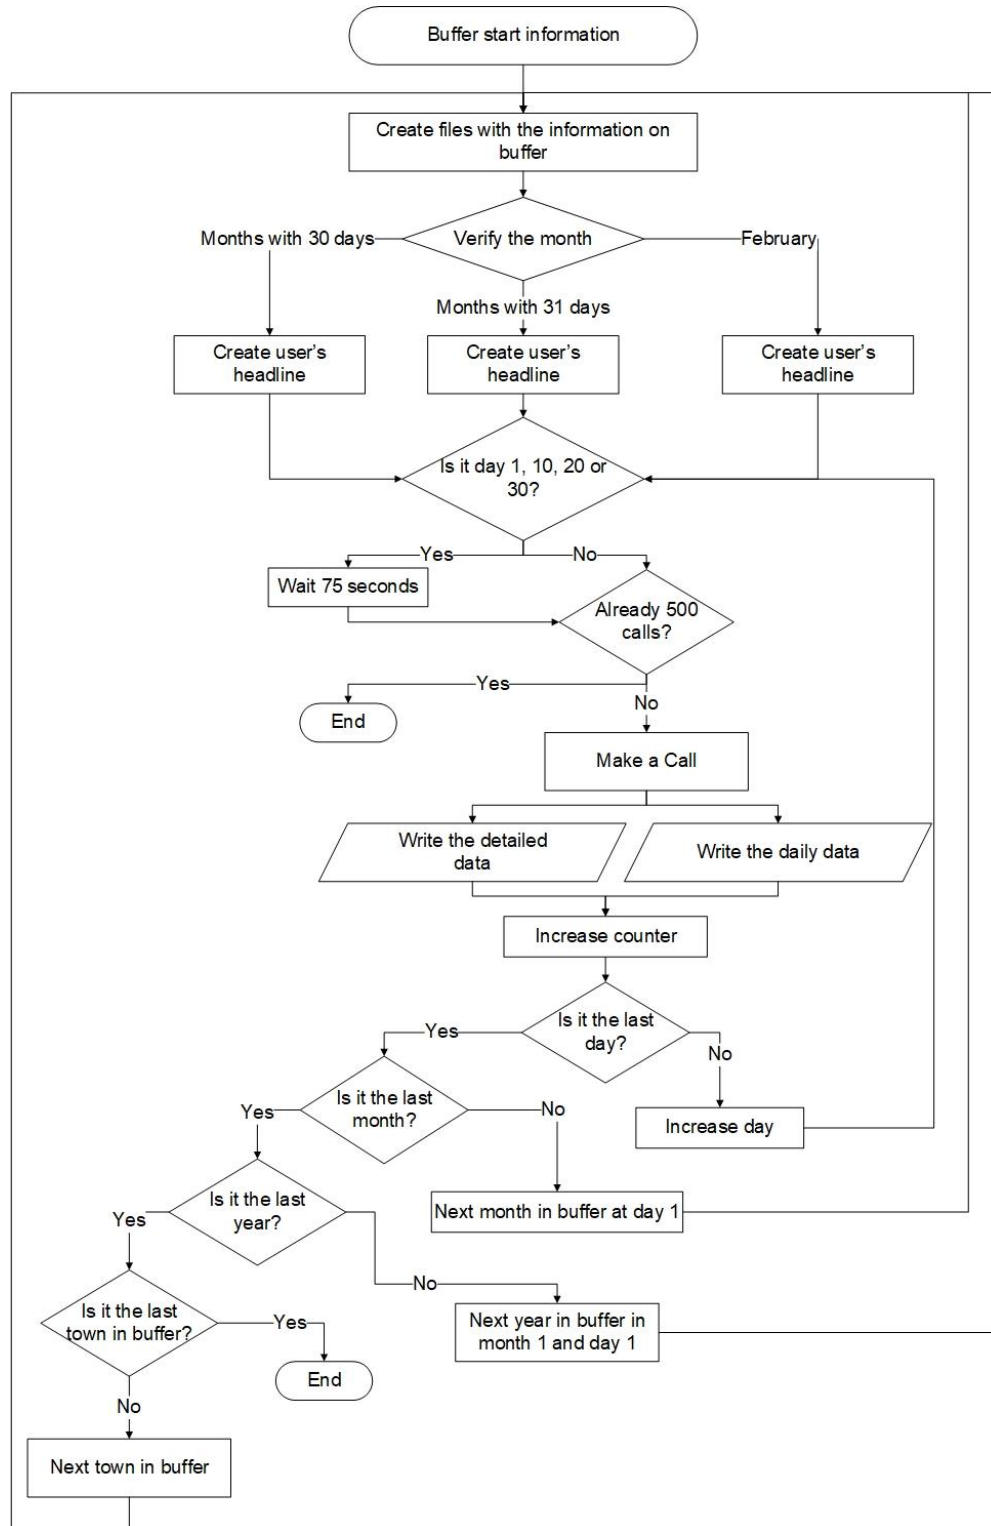 Buffer start information
Create files with the information on
buffer
Months with 30 days
Verify the month
February
Months with 31 days
Create user's
headline
Create user's
headline
Create user's
headline
Is it day 1, 10, 20 or
30?
Yes
No
Wait 75 seconds
Already 500
calls?
Yes
No
End
Make a Call
Write the detailed
data
Write the daily data
Increase counter
Is it the last
day?
Yes
No
Is it the last
month?
Yes
No
Increase day
Is it the last
year?
Yes
Next month in buffer at day 1
No
Is it the last
town in buffer?
Yes
Next year in buffer in
month 1 and day 1
End
No
Next town in buffer